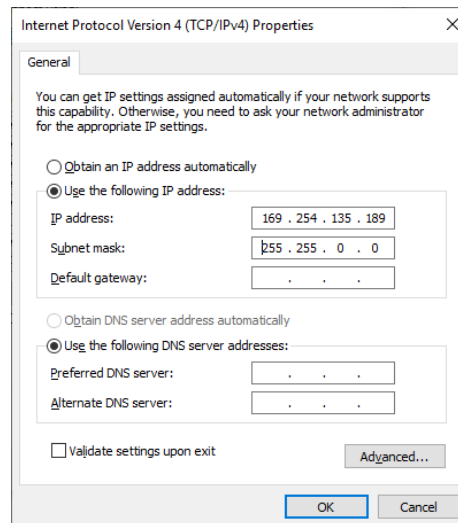 Internet Protocol Version 4 (TCP/IPv4) Properties
General
You can get IP settings assigned automatically if your network supports
this capability. Otherwise, you need to ask your network administrator
for the appropriate IP settings.
Obtain an IP address automatically
Use the following IP address:
IP address: 169 . 254 . 135 . 189
Subnet mask: 255 . 255 . 0 . 0
Default gateway: . . .
Obtain DNS server address automatically
Use the following DNS server addresses:
Preferred DNS server: . . .
Alternate DNS server: . . .
Validate settings upon exit
Advanced...
OK Cancel